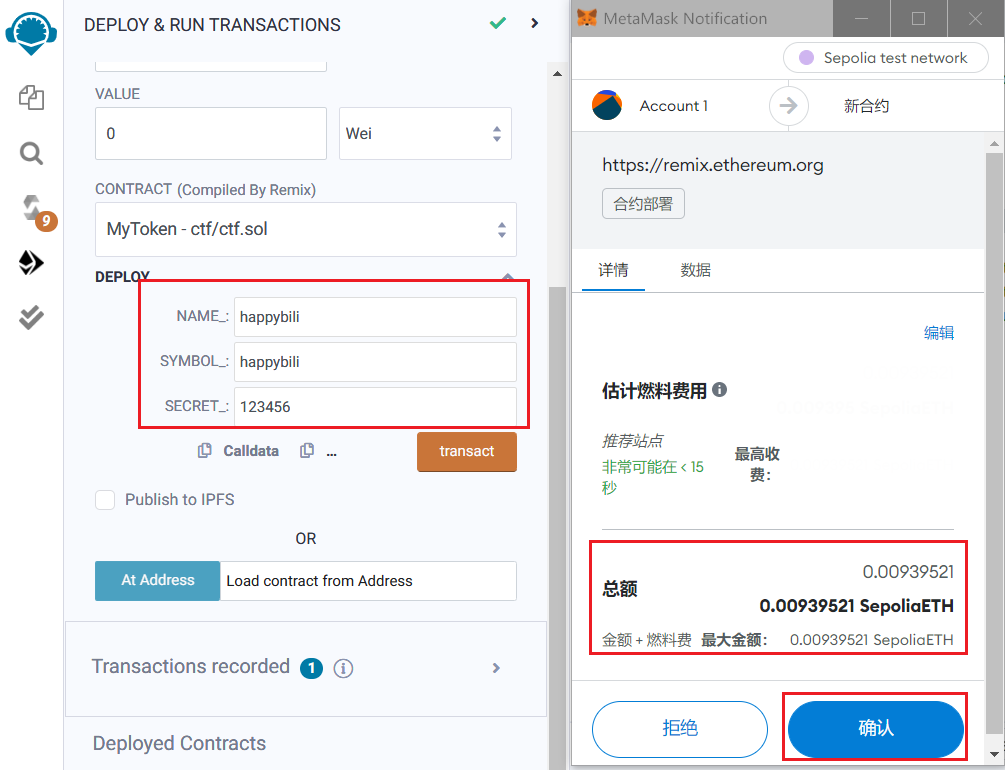 DEPLOY & RUN TRANSACTIONS
VALUE
0
Wei
CONTRACT (Compiled By Remix)
MyToken - ctf/ctf.sol
DEPLOY
NAME_: happybili
SYMBOL_: happybili
SECRET_: 123456
Calldata
...
transact
Publish to IPFS
OR
At Address
Load contract from Address
Transactions recorded 1 i
Deployed Contracts
9
MetaMask Notification
Sepolia test network
Account 1
新合约
https://remix.ethereum.org
合约部署
详情
数据
编辑
估计燃料费用 i
推荐站点
非常可能在 < 15
秒
最高收
费:
总额
0.00939521
0.00939521 SepoliaETH
金额 + 燃料费 最大金额: 0.00939521 SepoliaETH
拒绝
确认